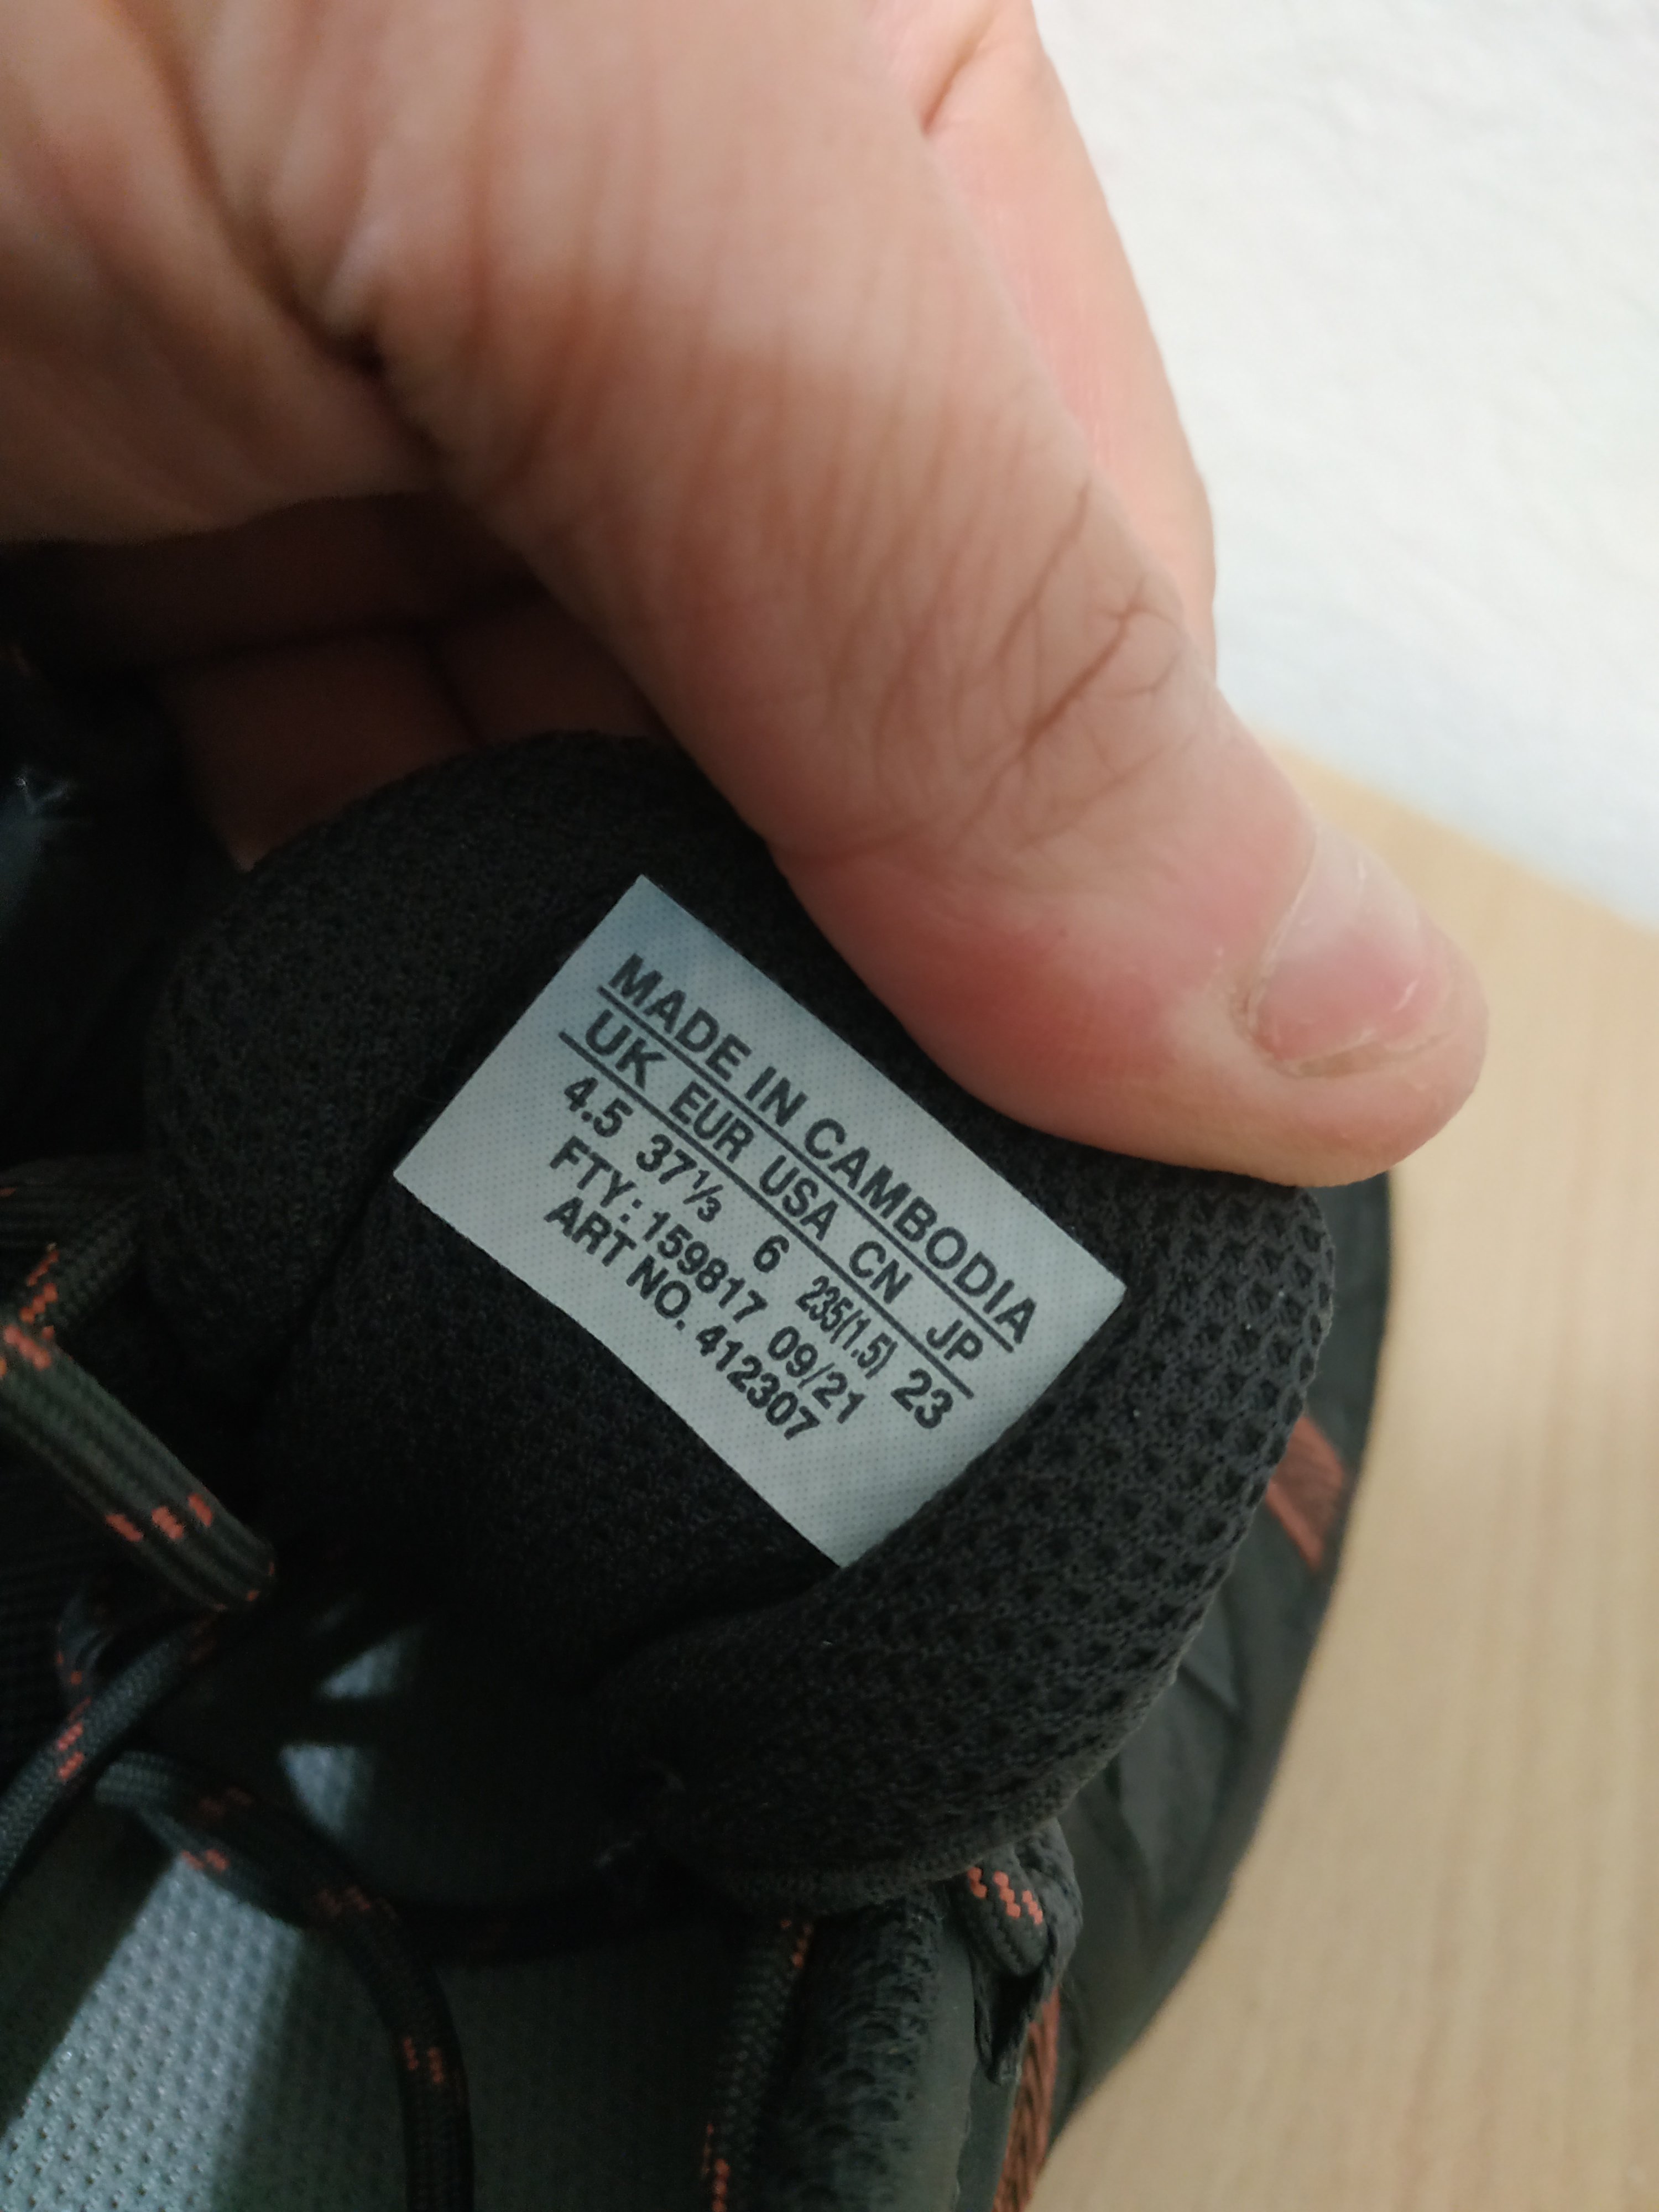 MADE IN CAMBODIA
UK EUR USA CN JP
4.5 37⅓ 6 235(1.5) 23
FTY: 159817 09/21
ART NO. 412307